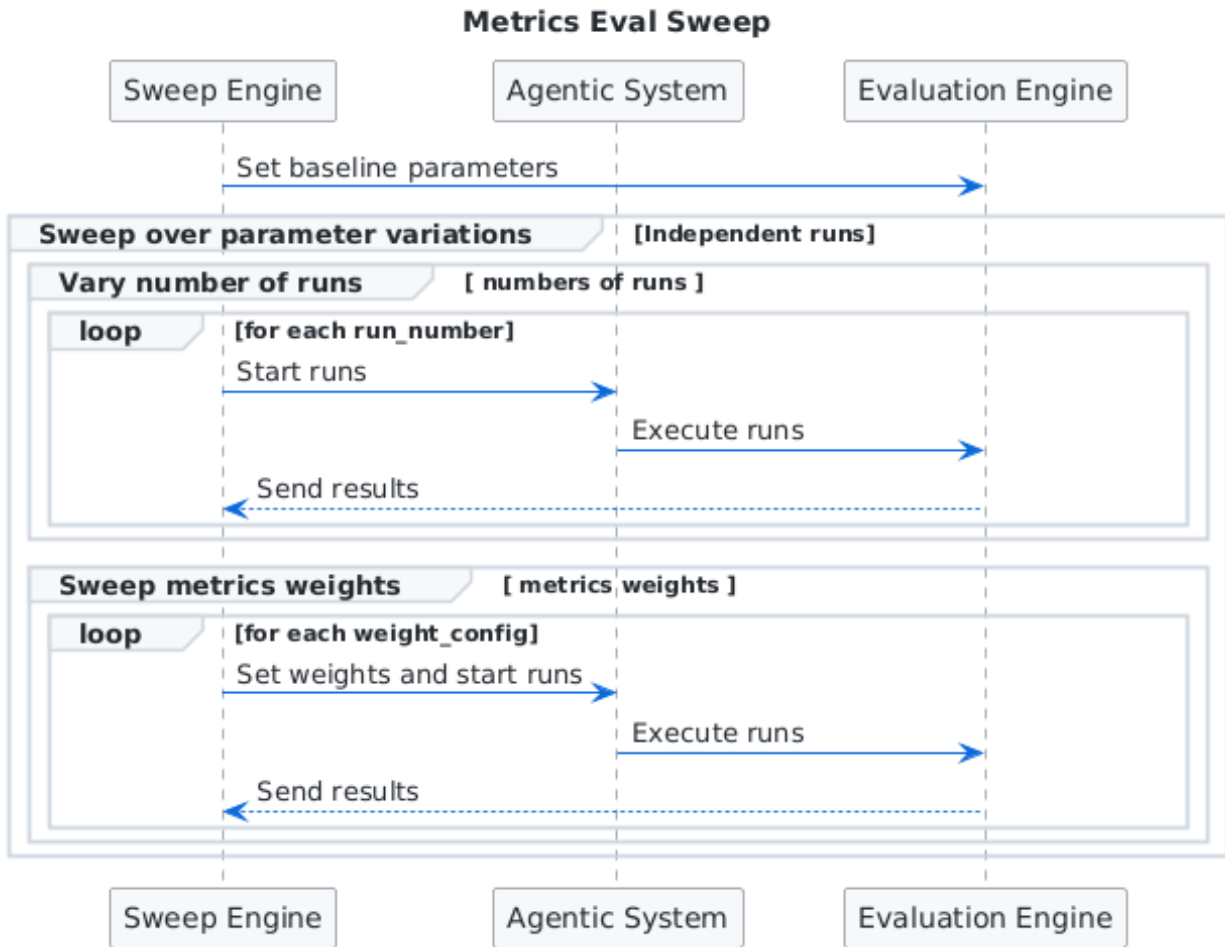 Metrics Eval Sweep
Sweep Engine Agentic System Evaluation Engine
Set baseline parameters
Sweep over parameter variations [Independent runs]
Vary number of runs [ numbers of runs ]
loop [for each run_number]
Start runs
Execute runs
Send results
Sweep metrics weights [ metrics weights ]
loop [for each weight_config]
Set weights and start runs
Execute runs
Send results
Sweep Engine Agentic System Evaluation Engine